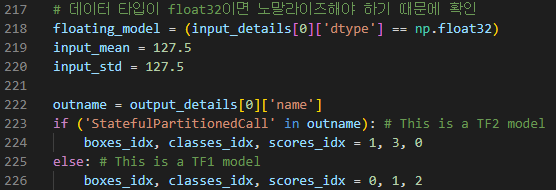 217 # 데이터 타입이 float32이면 노말라이즈해야 하기 때문에 확인
218 floating_model = (input_details[0]['dtype'] == np.float32)
219 input_mean = 127.5
220 input_std = 127.5
221
222 outname = output_details[0]['name']
223 if ('StatefulPartitionedCall' in outname): # This is a TF2 model
224     boxes_idx, classes_idx, scores_idx = 1, 3, 0
225 else: # This is a TF1 model
226     boxes_idx, classes_idx, scores_idx = 0, 1, 2